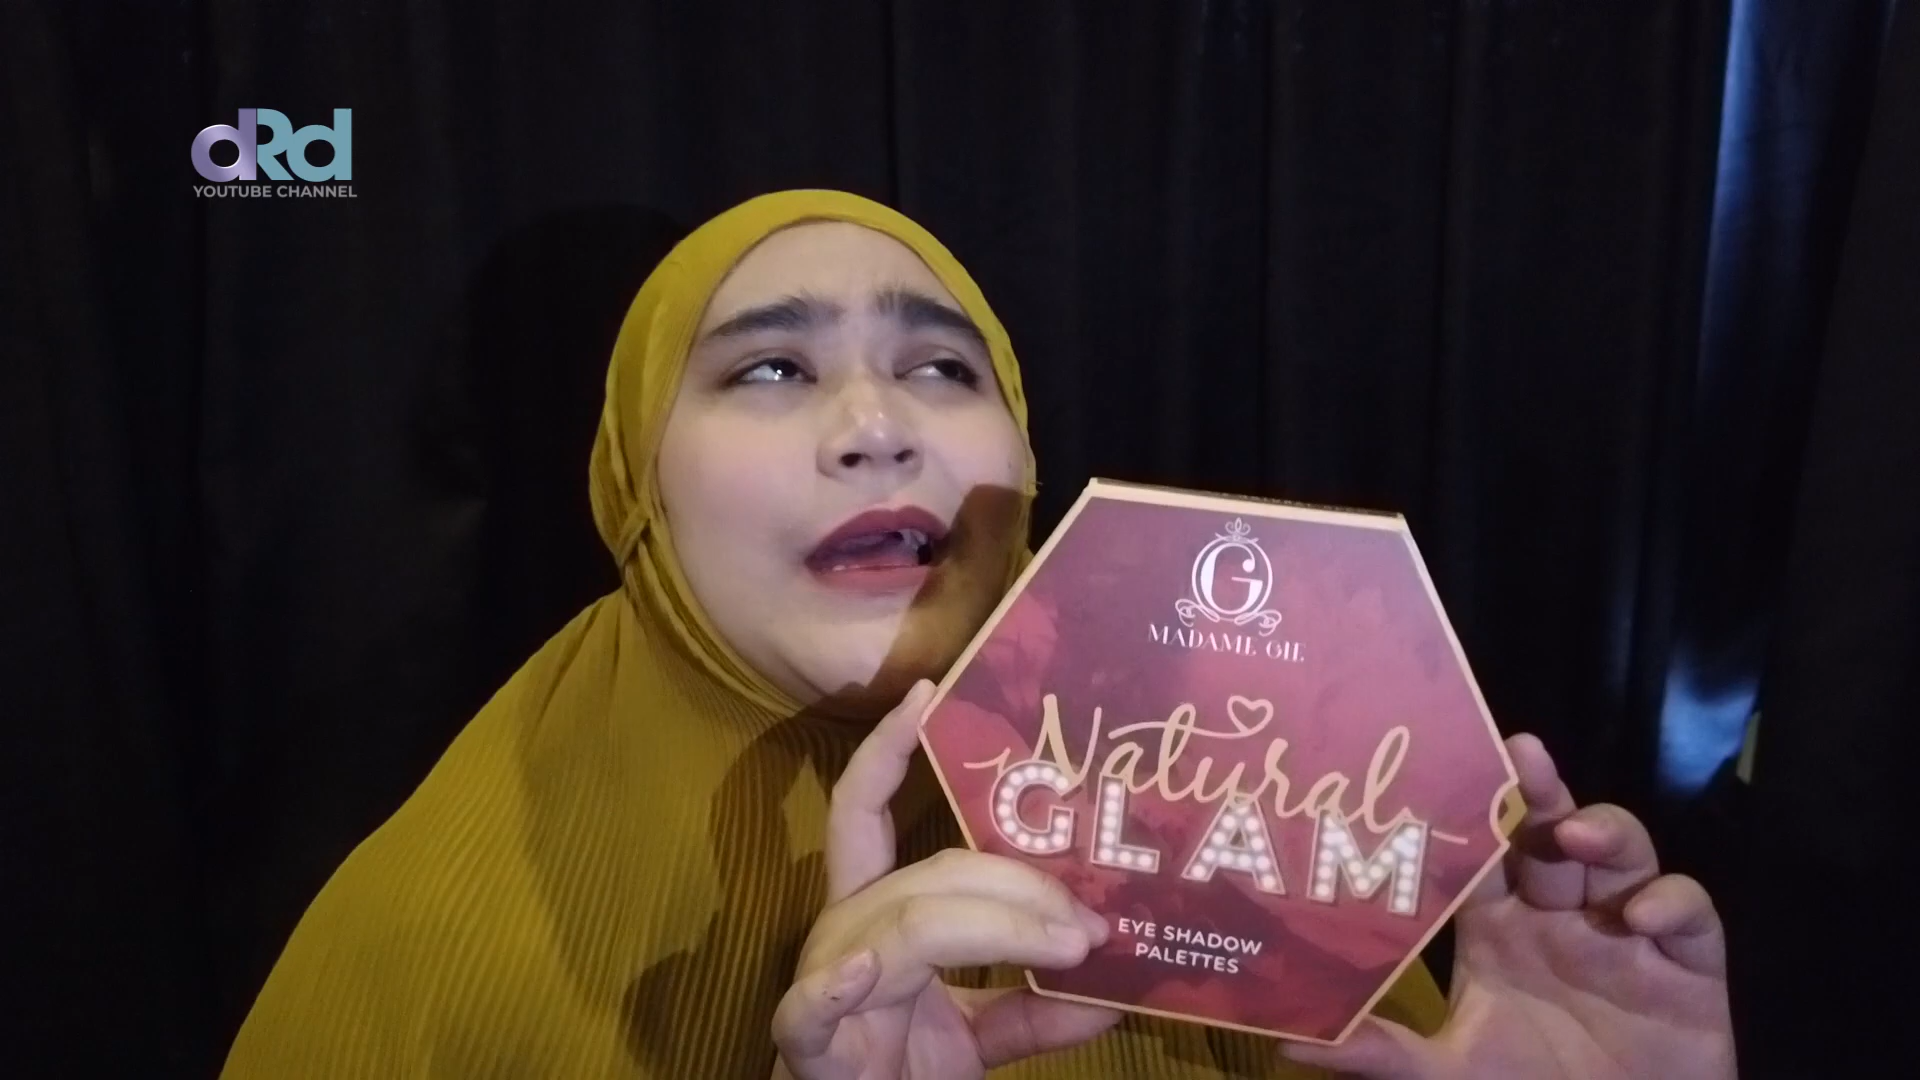 dRd
YOUTUBE CHANNEL
G
MADAME GIE
Natural
GLAM
EYE SHADOW
PALETTES